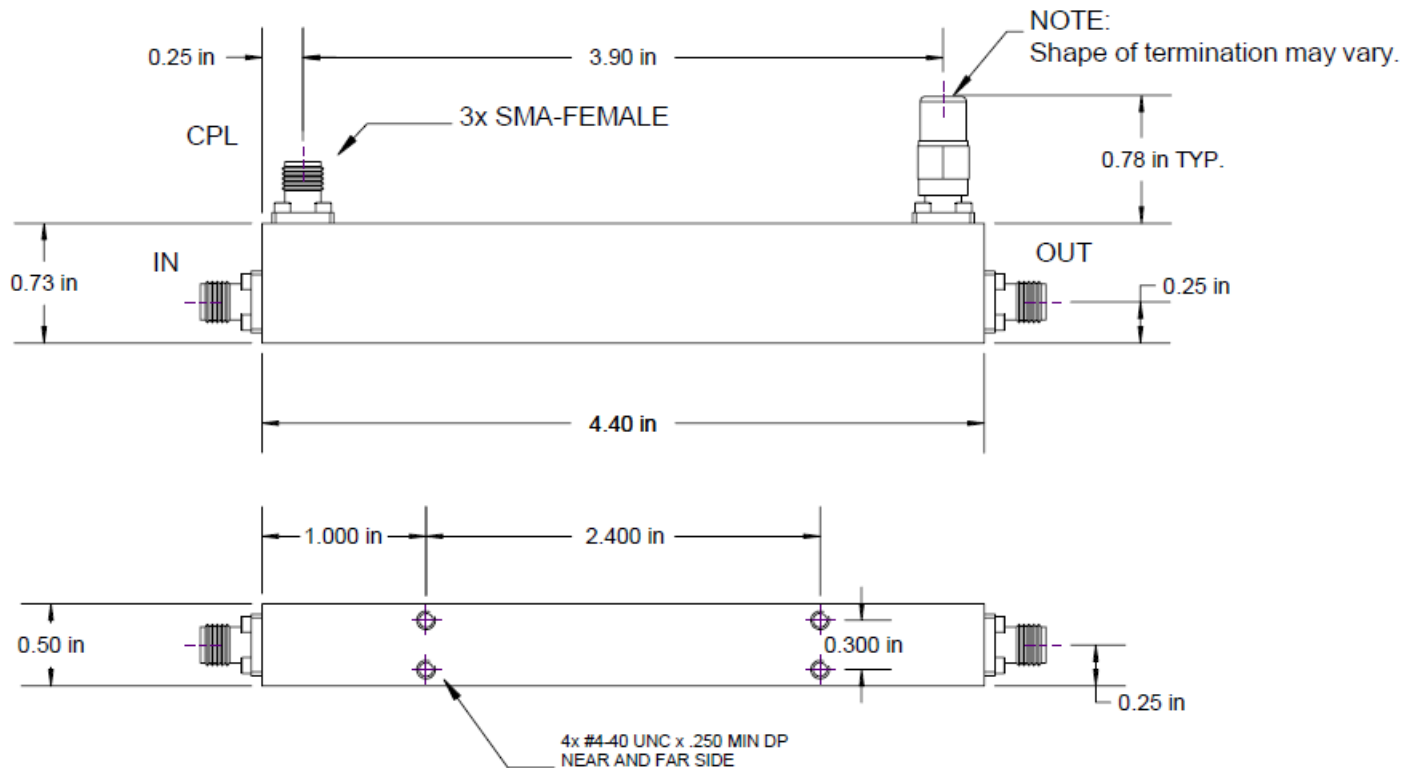 NOTE:
Shape of termination may vary.
0.25 in
3.90 in
CPL
3x SMA-FEMALE
0.78 in TYP.
IN
OUT
0.73 in
0.25 in
4.40 in
1.000 in
2.400 in
0.50 in
0.300 in
0.25 in
4x #4-40 UNC x .250 MIN DP
NEAR AND FAR SIDE